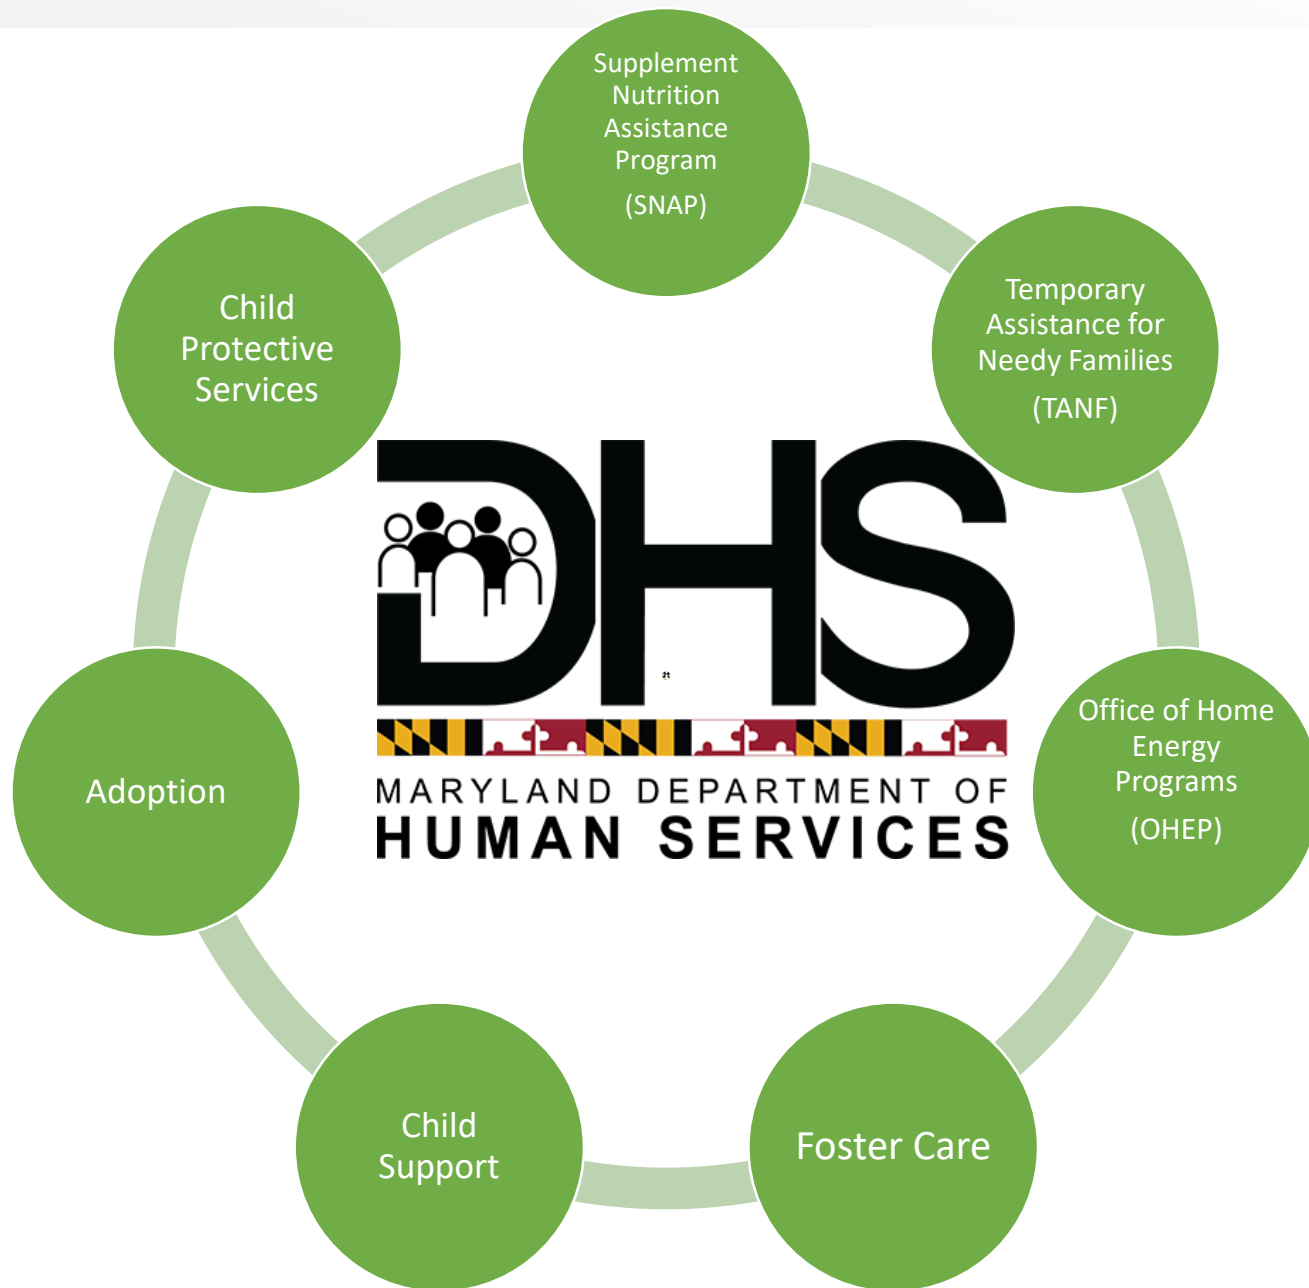 Supplement
Nutrition
Assistance
Program
(SNAP)
Temporary
Assistance for
Needy Families
(TANF)
Office of Home
Energy
Programs
(OHEP)
Foster Care
Child
Support
Adoption
Child
Protective
Services
DHS
MARYLAND DEPARTMENT OF
HUMAN SERVICES